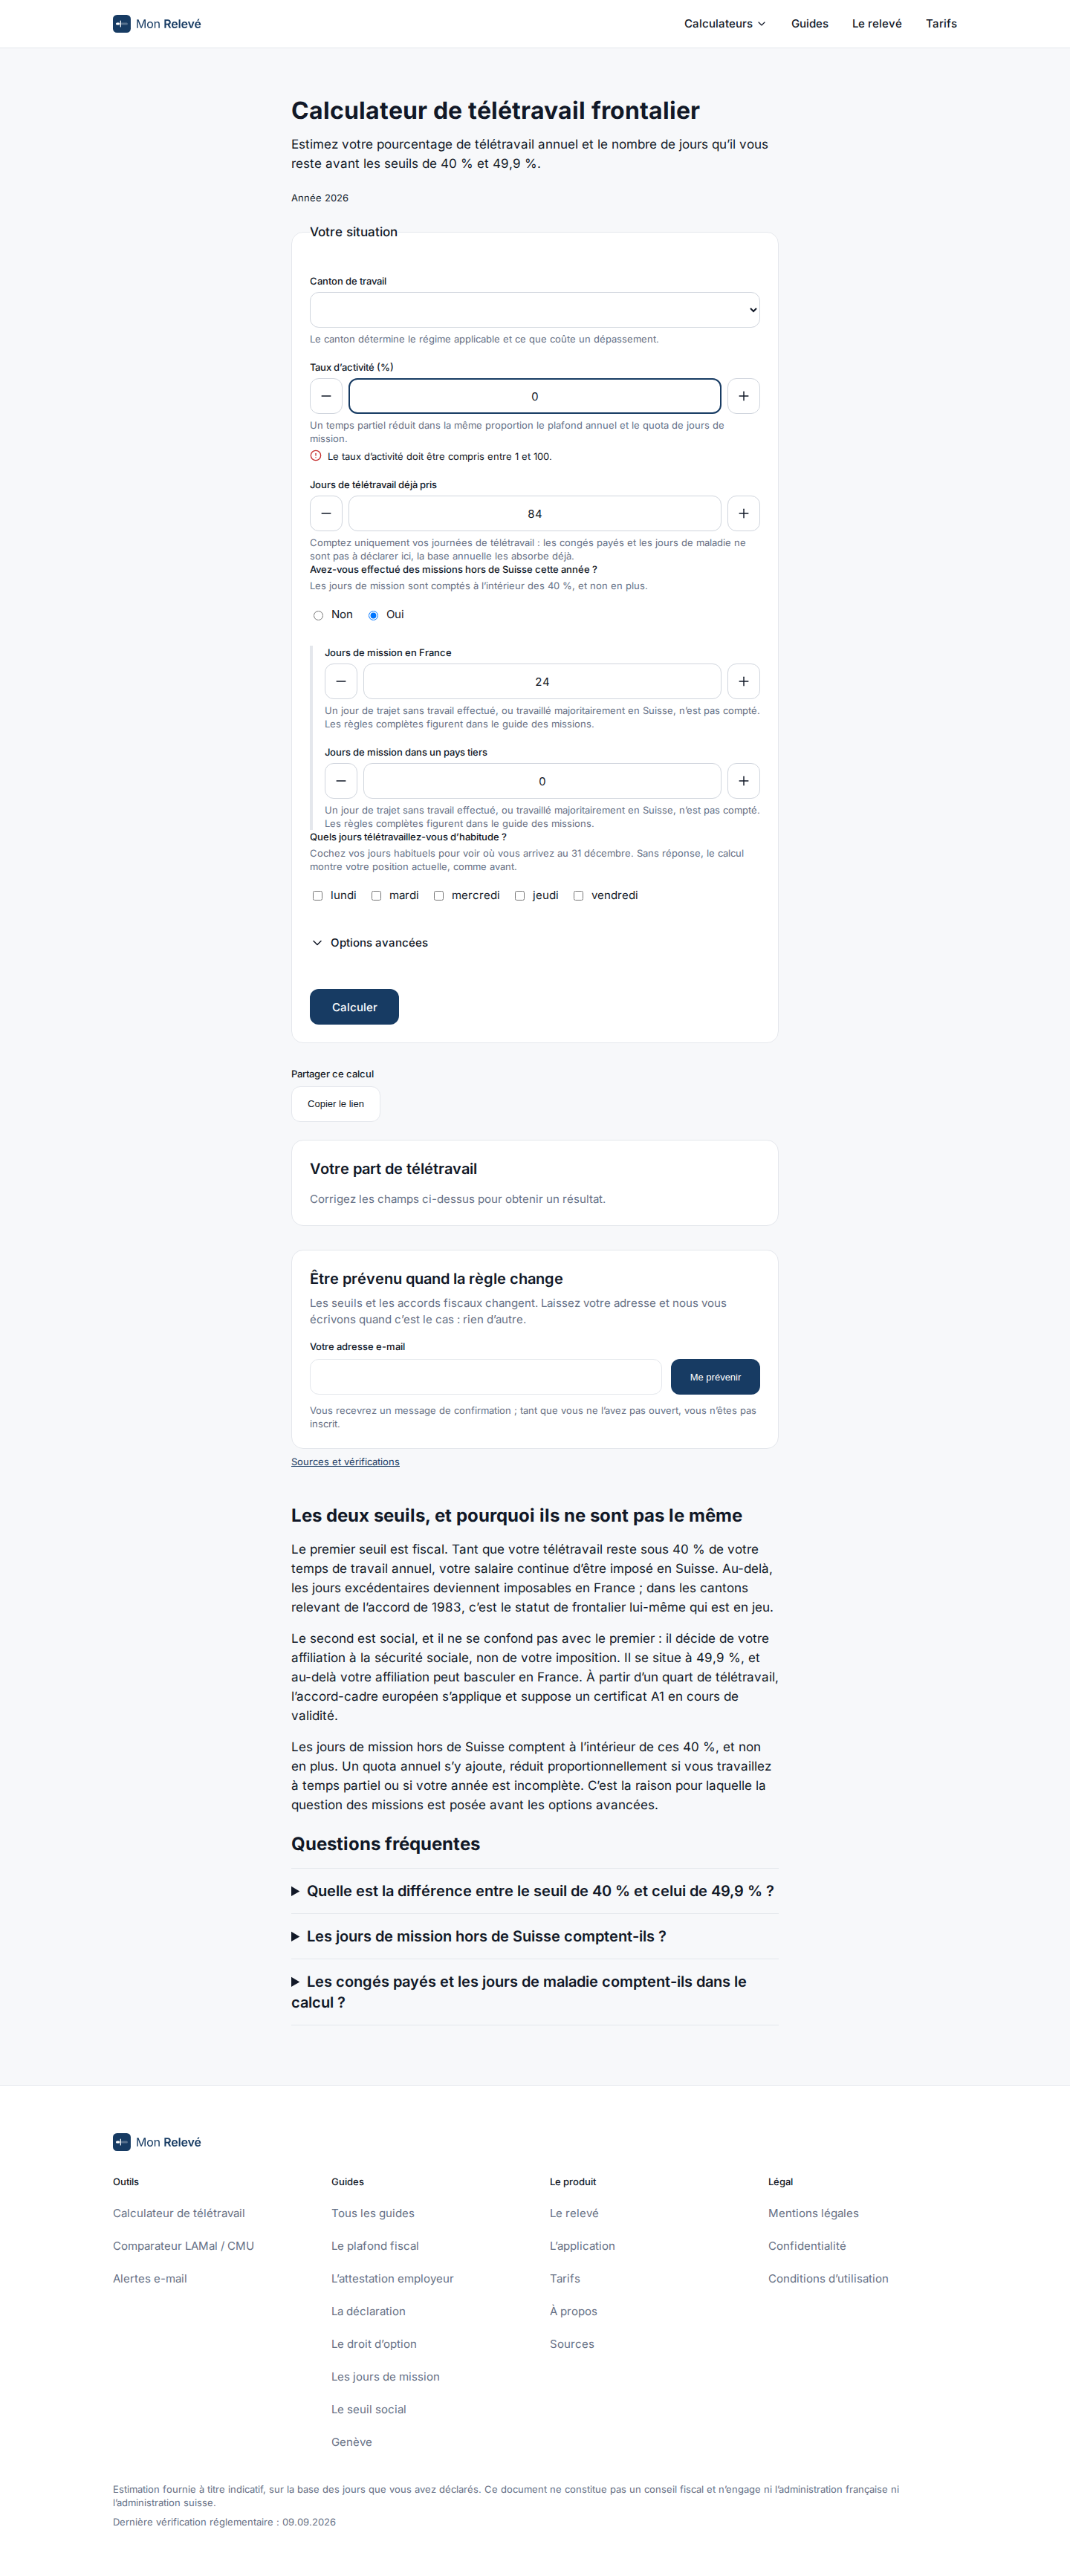 Mon Relevé
Calculateurs
Guides
Le relevé
Tarifs
Calculateur de télétravail frontalier
Estimez votre pourcentage de télétravail annuel et le nombre de jours qu’il vous
reste avant les seuils de 40 % et 49,9 %.
Année 2026
Votre situation
Canton de travail
Le canton détermine le régime applicable et ce que coûte un dépassement.
Taux d’activité (%)
0
Un temps partiel réduit dans la même proportion le plafond annuel et le quota de jours de
mission.
Le taux d’activité doit être compris entre 1 et 100.
Jours de télétravail déjà pris
84
Comptez uniquement vos journées de télétravail : les congés payés et les jours de maladie ne
sont pas à déclarer ici, la base annuelle les absorbe déjà.
Avez-vous effectué des missions hors de Suisse cette année ?
Les jours de mission sont comptés à l’intérieur des 40 %, et non en plus.
Non
Oui
Jours de mission en France
24
Un jour de trajet sans travail effectué, ou travaillé majoritairement en Suisse, n’est pas compté.
Les règles complètes figurent dans le guide des missions.
Jours de mission dans un pays tiers
0
Un jour de trajet sans travail effectué, ou travaillé majoritairement en Suisse, n’est pas compté.
Les règles complètes figurent dans le guide des missions.
Quels jours télétravaillez-vous d’habitude ?
Cochez vos jours habituels pour voir où vous arrivez au 31 décembre. Sans réponse, le calcul
montre votre position actuelle, comme avant.
lundi
mardi
mercredi
jeudi
vendredi
Options avancées
Calculer
Partager ce calcul
Copier le lien
Votre part de télétravail
Corrigez les champs ci-dessus pour obtenir un résultat.
Être prévenu quand la règle change
Les seuils et les accords fiscaux changent. Laissez votre adresse et nous vous
écrivons quand c’est le cas : rien d’autre.
Votre adresse e-mail
Me prévenir
Vous recevrez un message de confirmation ; tant que vous ne l’avez pas ouvert, vous n’êtes pas
inscrit.
Sources et vérifications
Les deux seuils, et pourquoi ils ne sont pas le même
Le premier seuil est fiscal. Tant que votre télétravail reste sous 40 % de votre
temps de travail annuel, votre salaire continue d’être imposé en Suisse. Au-delà,
les jours excédentaires deviennent imposables en France ; dans les cantons
relevant de l’accord de 1983, c’est le statut de frontalier lui-même qui est en jeu.
Le second est social, et il ne se confond pas avec le premier : il décide de votre
affiliation à la sécurité sociale, non de votre imposition. Il se situe à 49,9 %, et
au-delà votre affiliation peut basculer en France. À partir d’un quart de télétravail,
l’accord-cadre européen s’applique et suppose un certificat A1 en cours de
validité.
Les jours de mission hors de Suisse comptent à l’intérieur de ces 40 %, et non
en plus. Un quota annuel s’y ajoute, réduit proportionnellement si vous travaillez
à temps partiel ou si votre année est incomplète. C’est la raison pour laquelle la
question des missions est posée avant les options avancées.
Questions fréquentes
Quelle est la différence entre le seuil de 40 % et celui de 49,9 % ?
Les jours de mission hors de Suisse comptent-ils ?
Les congés payés et les jours de maladie comptent-ils dans le
calcul ?
Mon Relevé
Outils
Calculateur de télétravail
Comparateur LAMal / CMU
Alertes e-mail
Guides
Tous les guides
Le plafond fiscal
L’attestation employeur
La déclaration
Le droit d’option
Les jours de mission
Le seuil social
Genève
Le produit
Le relevé
L’application
Tarifs
À propos
Sources
Légal
Mentions légales
Confidentialité
Conditions d’utilisation
Estimation fournie à titre indicatif, sur la base des jours que vous avez déclarés. Ce document ne constitue pas un conseil fiscal et n’engage ni l’administration française ni
l’administration suisse.
Dernière vérification réglementaire : 09.09.2026